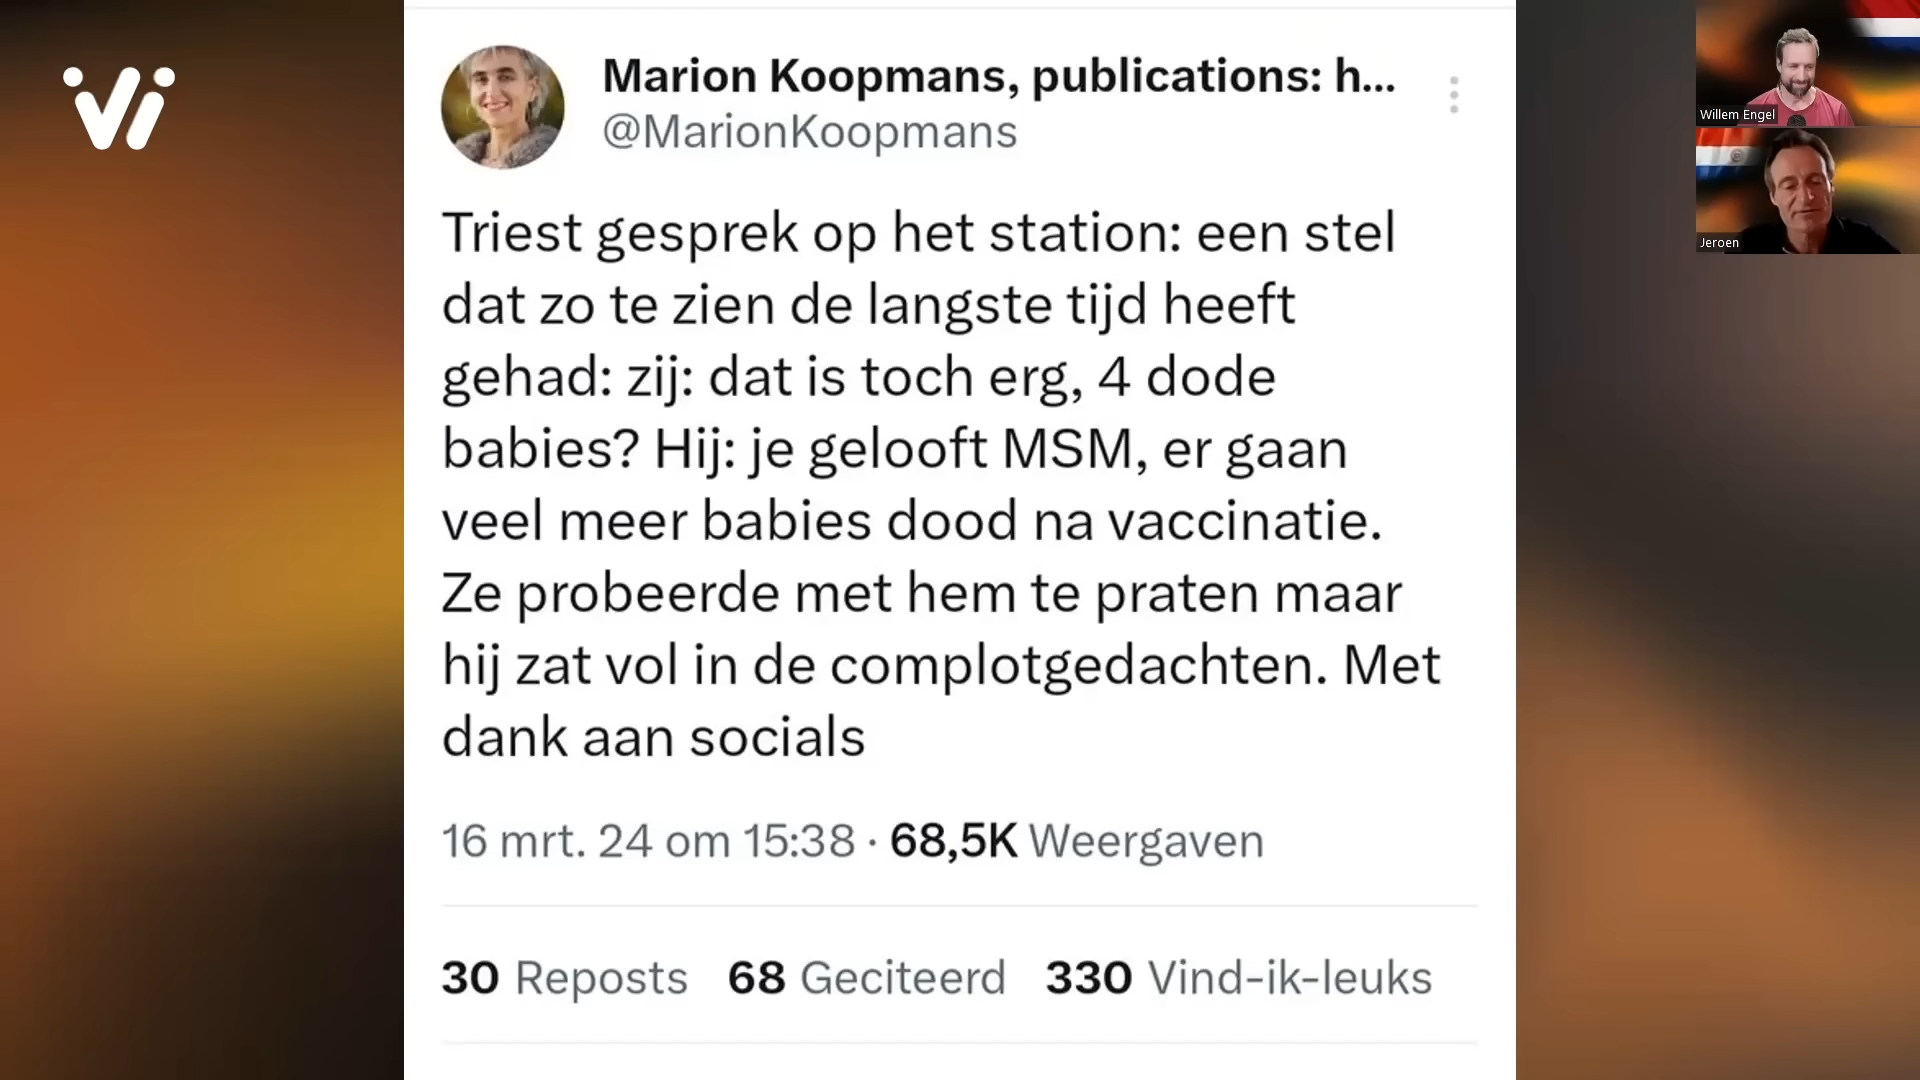 Vi
Marion Koopmans, publications: h...
@MarionKoopmans
Triest gesprek op het station: een stel
dat zo te zien de langste tijd heeft
gehad: zij: dat is toch erg, 4 dode
babies? Hij: je gelooft MSM, er gaan
veel meer babies dood na vaccinatie.
Ze probeerde met hem te praten maar
hij zat vol in de complotgedachten. Met
dank aan socials
16 mrt. 24 om 15:38 · 68,5K Weergaven
30 Reposts 68 Geciteerd 330 Vind-ik-leuks
Willem Engel
Jeroen